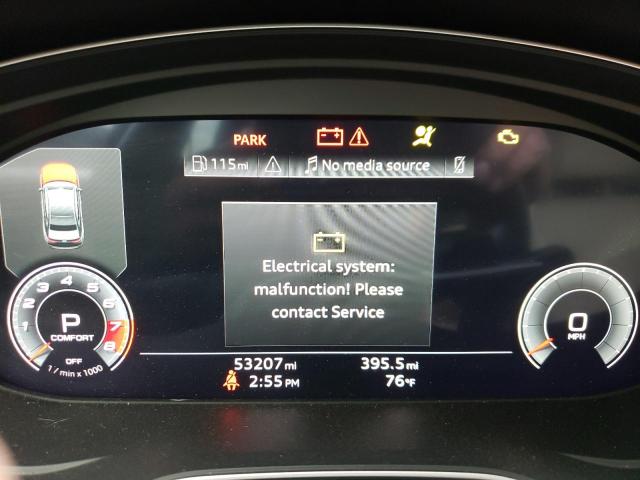 PARK
115mi No media source
Electrical system:
malfunction! Please
contact Service
1 2 3 4 5 6 7 8
P
COMFORT
OFF
1 / min x 1000
0
MPH
53207mi 395.5mi
2:55PM 76°F